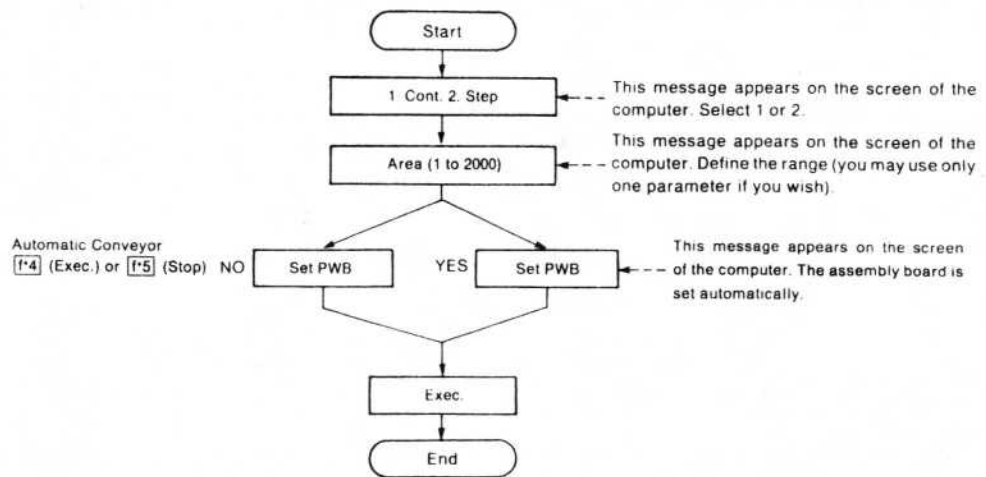 Start
1 Cont. 2. Step
This message appears on the screen of the
computer. Select 1 or 2.
Area (1 to 2000)
This message appears on the screen of the
computer. Define the range (you may use only
one parameter if you wish).
Automatic Conveyor
f·4 (Exec.) or f·5 (Stop) NO
Set PWB
YES
Set PWB
This message appears on the screen
of the computer. The assembly board is
set automatically.
Exec.
End